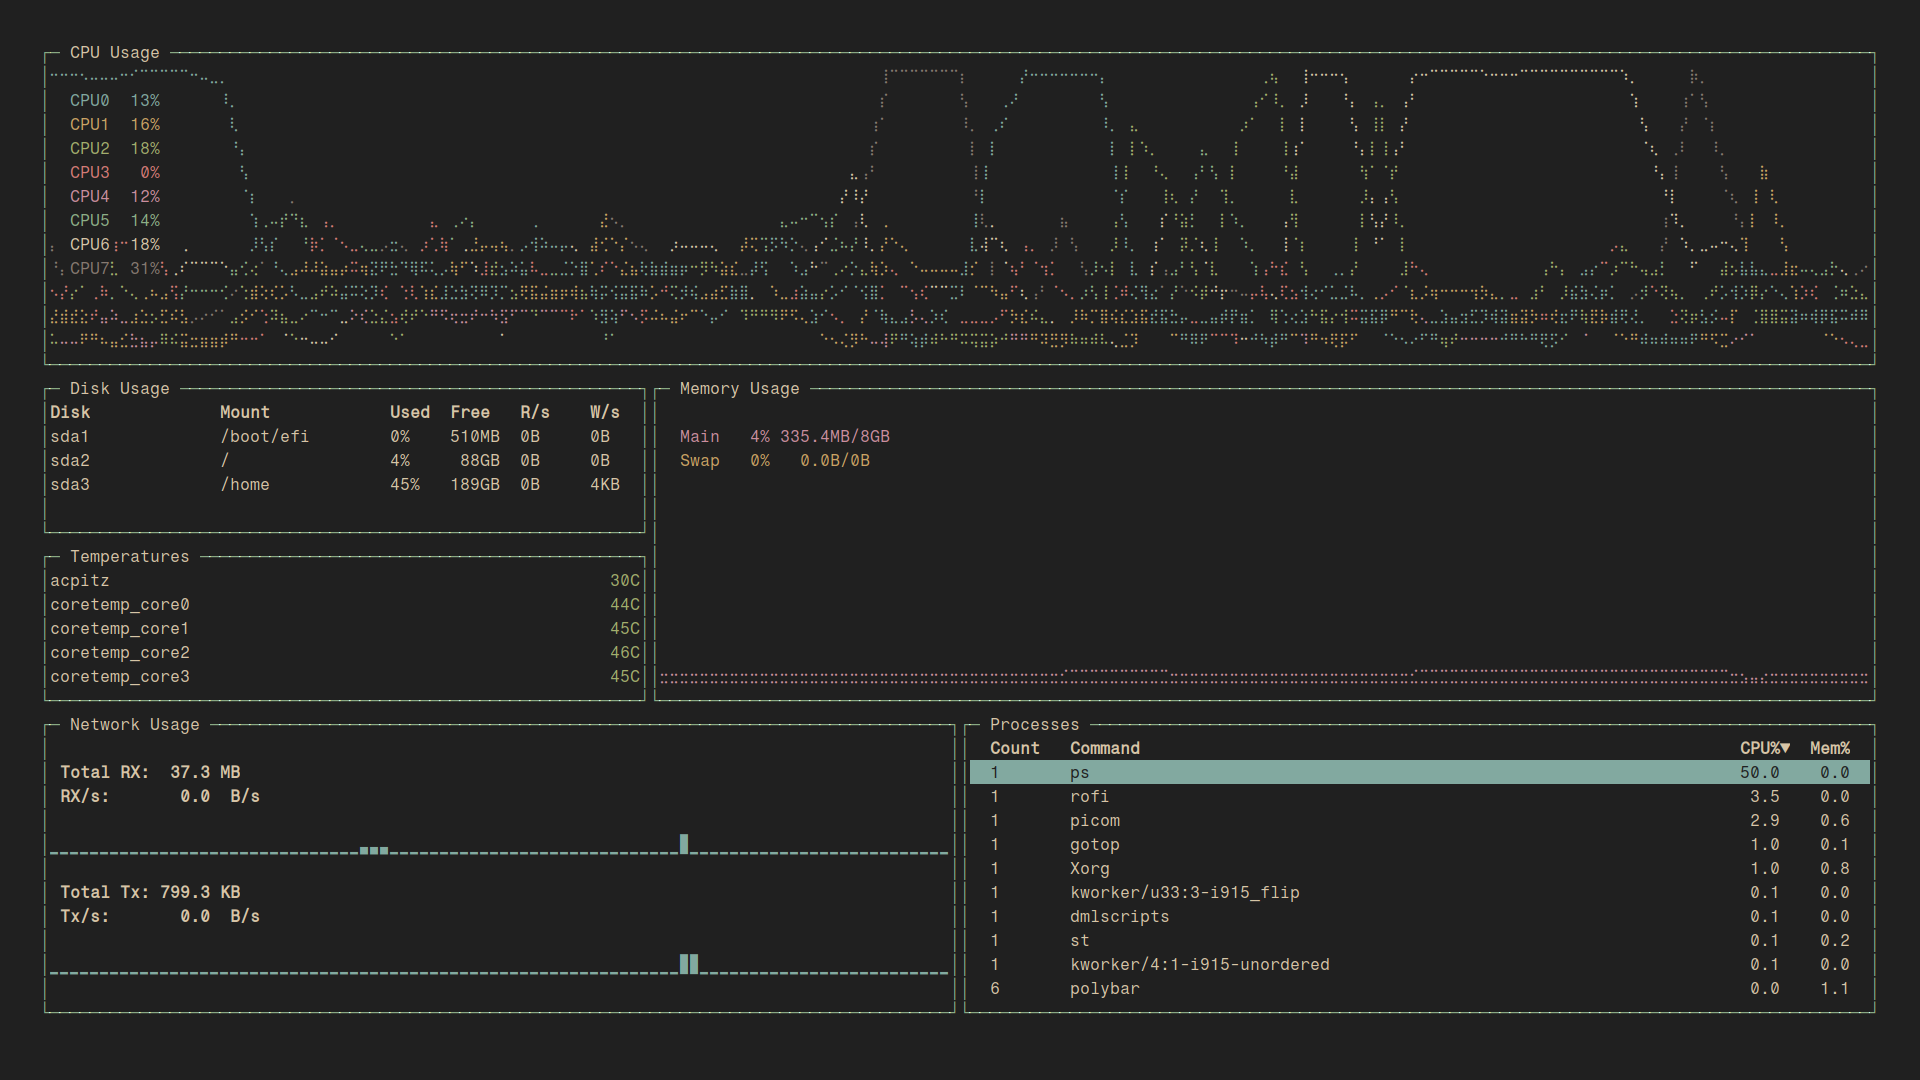 CPU Usage
CPU0 13%
CPU1 16%
CPU2 18%
CPU3 0%
CPU4 12%
CPU5 14%
CPU6 18%
CPU7 31%
Disk Usage
Disk Mount Used Free R/s W/s
sda1 /boot/efi 0% 510MB 0B 0B
sda2 / 4% 88GB 0B 0B
sda3 /home 45% 189GB 0B 4KB
Memory Usage
Main 4% 335.4MB/8GB
Swap 0% 0.0B/0B
Temperatures
acpitz 30C
coretemp_core0 44C
coretemp_core1 45C
coretemp_core2 46C
coretemp_core3 45C
Network Usage
Total RX: 37.3 MB
RX/s: 0.0 B/s
Total Tx: 799.3 KB
Tx/s: 0.0 B/s
Processes
Count Command CPU%▼ Mem%
1 ps 50.0 0.0
1 rofi 3.5 0.0
1 picom 2.9 0.6
1 gotop 1.0 0.1
1 Xorg 1.0 0.8
1 kworker/u33:3-i915_flip 0.1 0.0
1 dmlscripts 0.1 0.0
1 st 0.1 0.2
1 kworker/4:1-i915-unordered 0.1 0.0
6 polybar 0.0 1.1